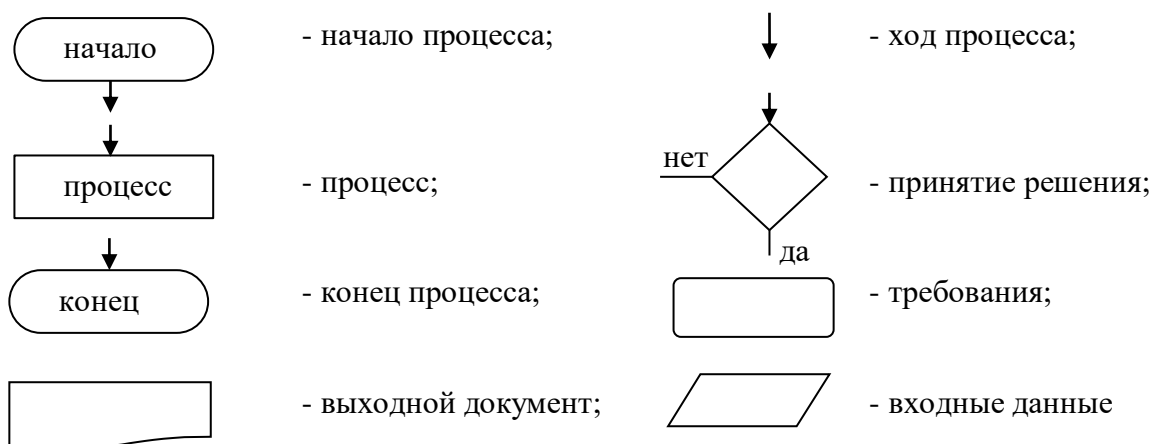 начало - начало процесса; - ход процесса;
процесс - процесс; нет - принятие решения;
да
конец - конец процесса; - требования;
- выходной документ; - входные данные